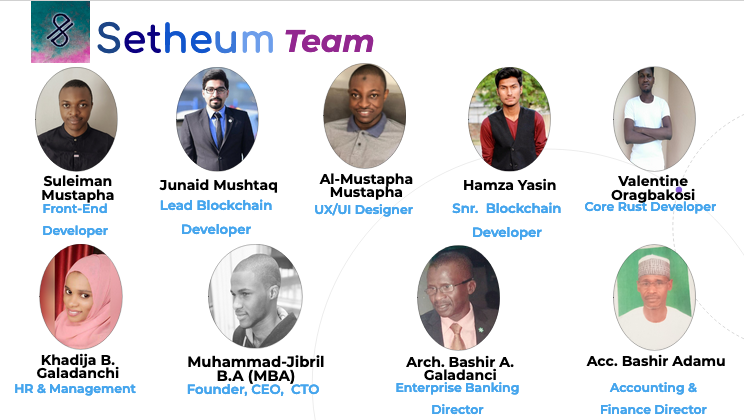 Setheum Team
Suleiman
Mustapha
Front-End
Developer
Junaid Mushtaq
Lead Blockchain
Developer
Al-Mustapha
Mustapha
UX/UI Designer
Hamza Yasin
Snr. Blockchain
Developer
Valentine
Oragbakosi
Core Rust Developer
Khadija B.
Galadanchi
HR & Management
Muhammad-Jibril
B.A (MBA)
Founder, CEO, CTO
Arch. Bashir A.
Galadanci
Enterprise Banking
Director
Acc. Bashir Adamu
Accounting &
Finance Director